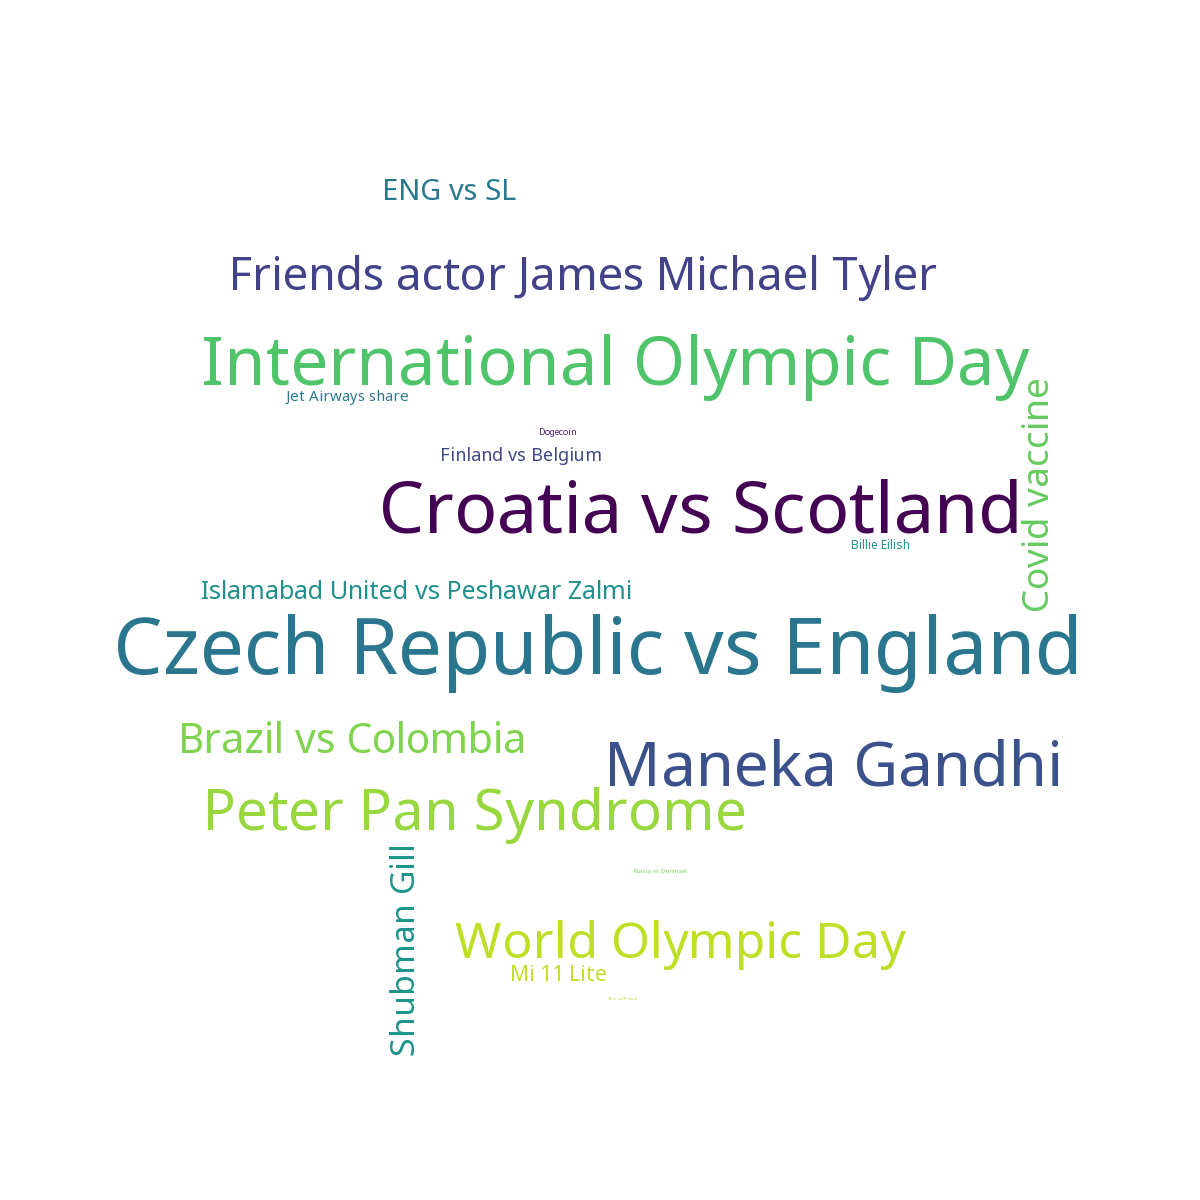 ENG vs SL
Friends actor James Michael Tyler
International Olympic Day
Jet Airways share
Covid vaccine
Dogecoin
Finland vs Belgium
Croatia vs Scotland
Billie Eilish
Islamabad United vs Peshawar Zalmi
Czech Republic vs England
Brazil vs Colombia
Maneka Gandhi
Peter Pan Syndrome
Shubman Gill
Russia vs Denmark
World Olympic Day
Mi 11 Lite